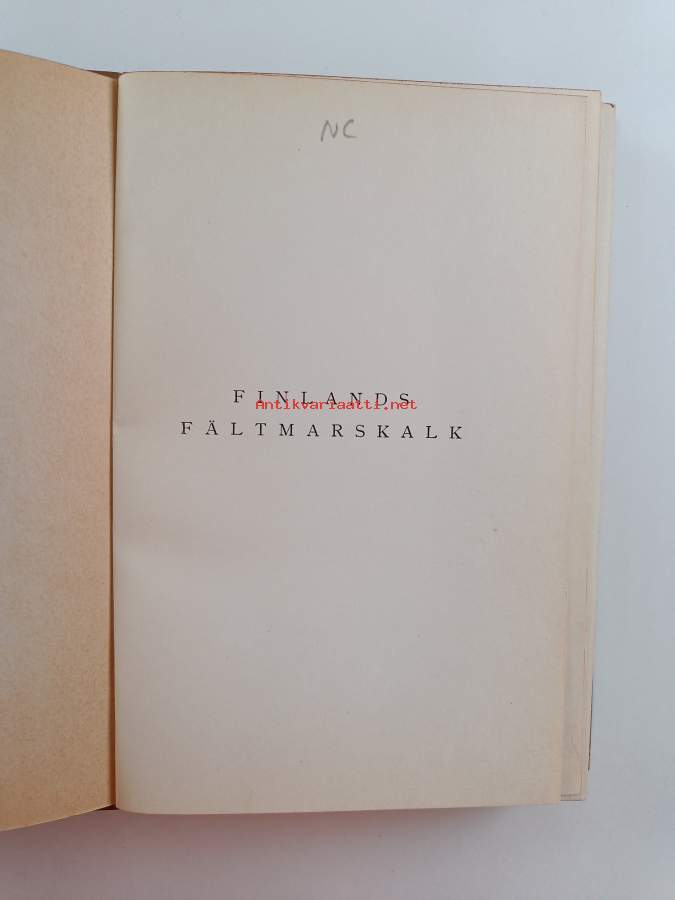 NC
FINLANDS
antikvariaatti.net
FÄLTMARSKALK